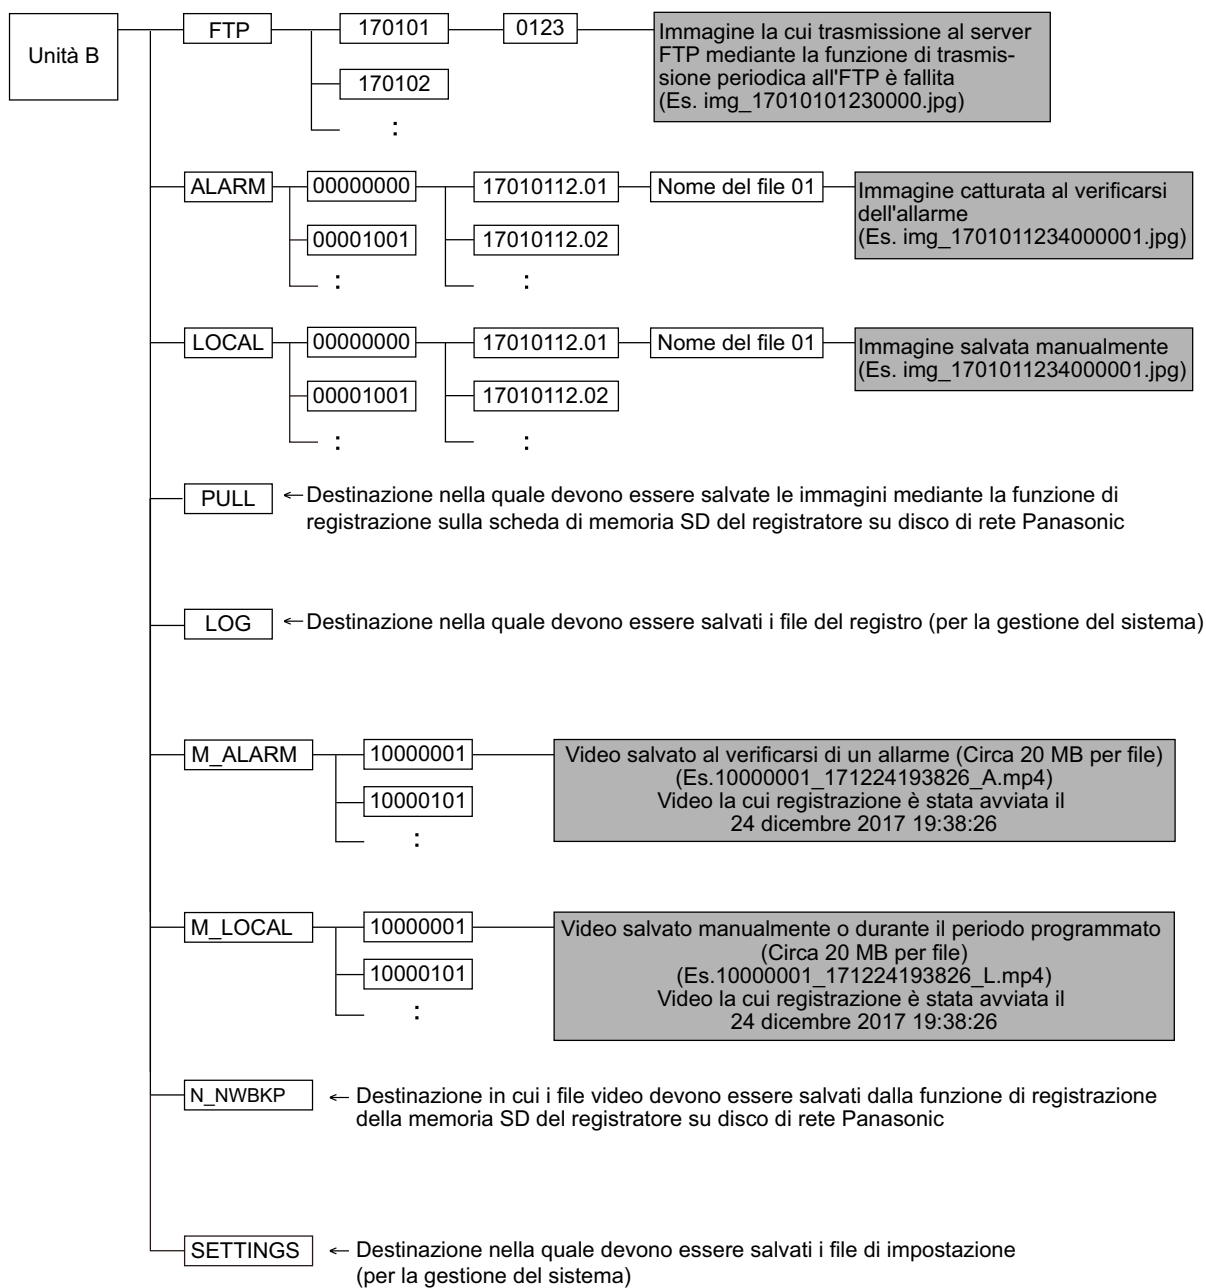 Unità B
FTP
170101
0123
Immagine la cui trasmissione al server
FTP mediante la funzione di trasmis-
sione periodica all'FTP è fallita
(Es. img_17010101230000.jpg)
170102
:
ALARM
00000000
17010112.01
Nome del file 01
Immagine catturata al verificarsi
dell'allarme
(Es. img_1701011234000001.jpg)
00001001
17010112.02
:
:
LOCAL
00000000
17010112.01
Nome del file 01
Immagine salvata manualmente
(Es. img_1701011234000001.jpg)
00001001
17010112.02
:
:
PULL
←Destinazione nella quale devono essere salvate le immagini mediante la funzione di
registrazione sulla scheda di memoria SD del registratore su disco di rete Panasonic
LOG
←Destinazione nella quale devono essere salvati i file del registro (per la gestione del sistema)
M_ALARM
10000001
Video salvato al verificarsi di un allarme (Circa 20 MB per file)
(Es.10000001_171224193826_A.mp4)
Video la cui registrazione è stata avviata il
24 dicembre 2017 19:38:26
10000101
:
M_LOCAL
10000001
Video salvato manualmente o durante il periodo programmato
(Circa 20 MB per file)
(Es.10000001_171224193826_L.mp4)
Video la cui registrazione è stata avviata il
24 dicembre 2017 19:38:26
10000101
:
N_NWBKP
← Destinazione in cui i file video devono essere salvati dalla funzione di registrazione
della memoria SD del registratore su disco di rete Panasonic
SETTINGS
← Destinazione nella quale devono essere salvati i file di impostazione
(per la gestione del sistema)